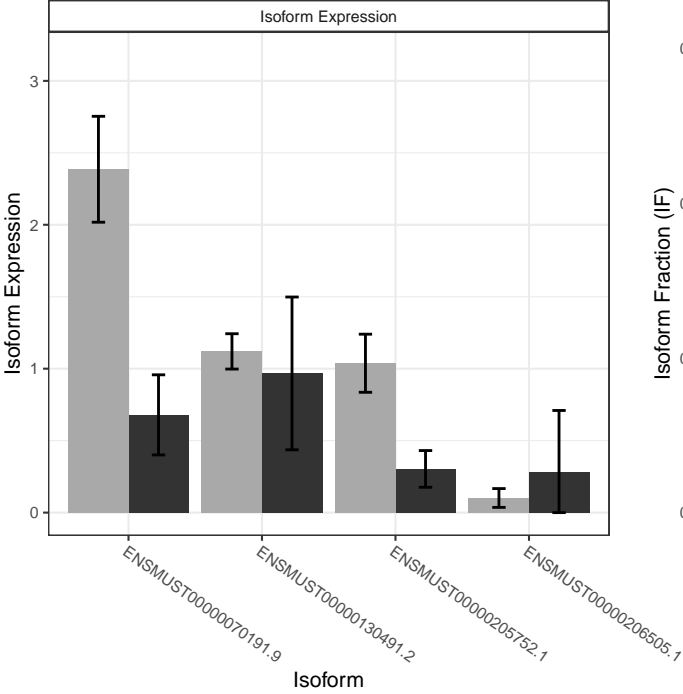 Isoform Expression
3
2
1
0
Isoform Expression
ENSMUST00000070191.9
ENSMUST00000130491.2
ENSMUST00000205752.1
ENSMUST00000206505.1
Isoform
Isoform Fraction (IF)